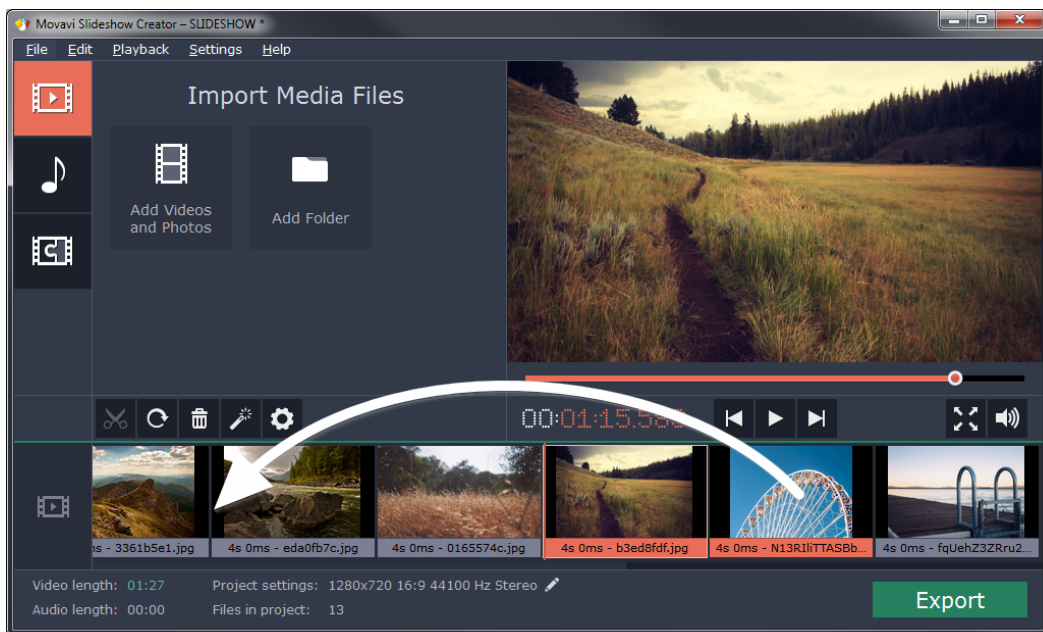 Movavi Slideshow Creator – SLIDESHOW *
File Edit Playback Settings Help
Import Media Files
Add Videos
and Photos
Add Folder
00:01:15.580
s - 3361b5e1.jpg
4s 0ms - eda0fb7c.jpg
4s 0ms - 0165574c.jpg
4s 0ms - b3ed8fdf.jpg
4s 0ms - N13RIliTTASBb...
4s 0ms - fqUehZ3ZRru2...
Video length: 01:27 Project settings: 1280x720 16:9 44100 Hz Stereo
Audio length: 00:00 Files in project: 13
Export